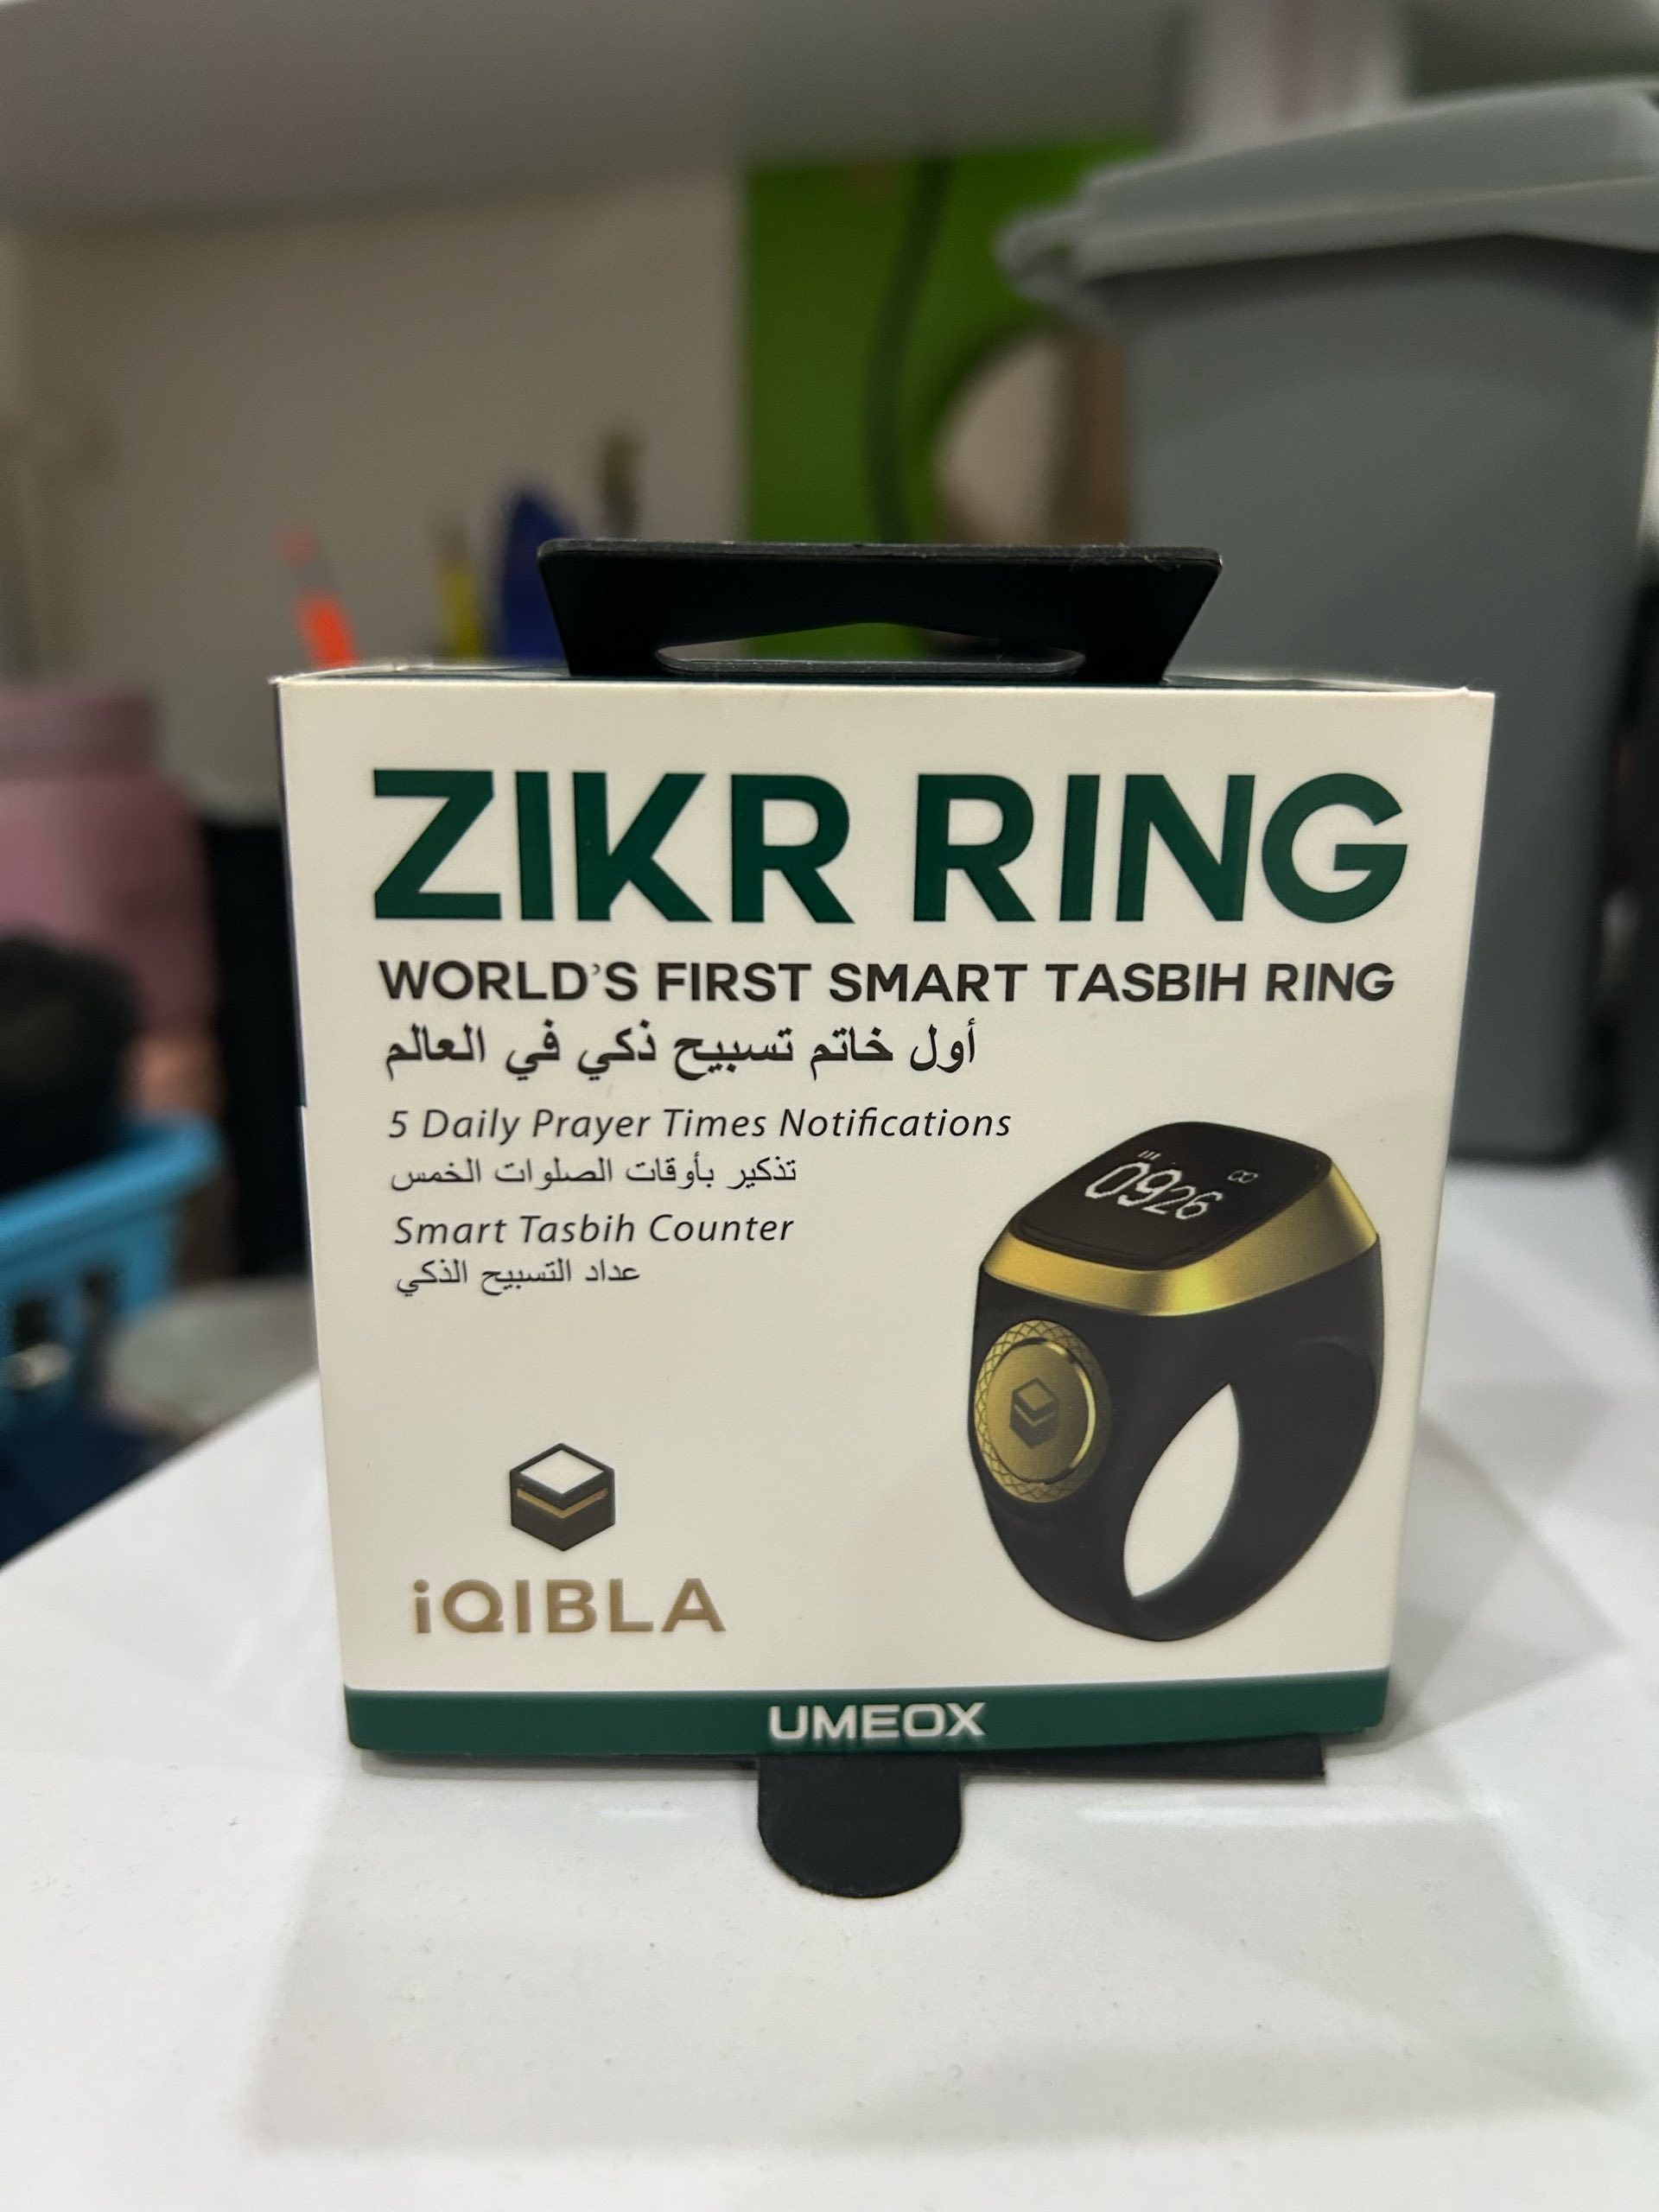 ZIKR RING
WORLD'S FIRST SMART TASBIH RING
أول خاتم تسبيح ذكي في العالم
5 Daily Prayer Times Notifications
تذكير بأوقات الصلوات الخمس
Smart Tasbih Counter
عداد التسبيح الذكي
0926
iQIBLA
UMEOX